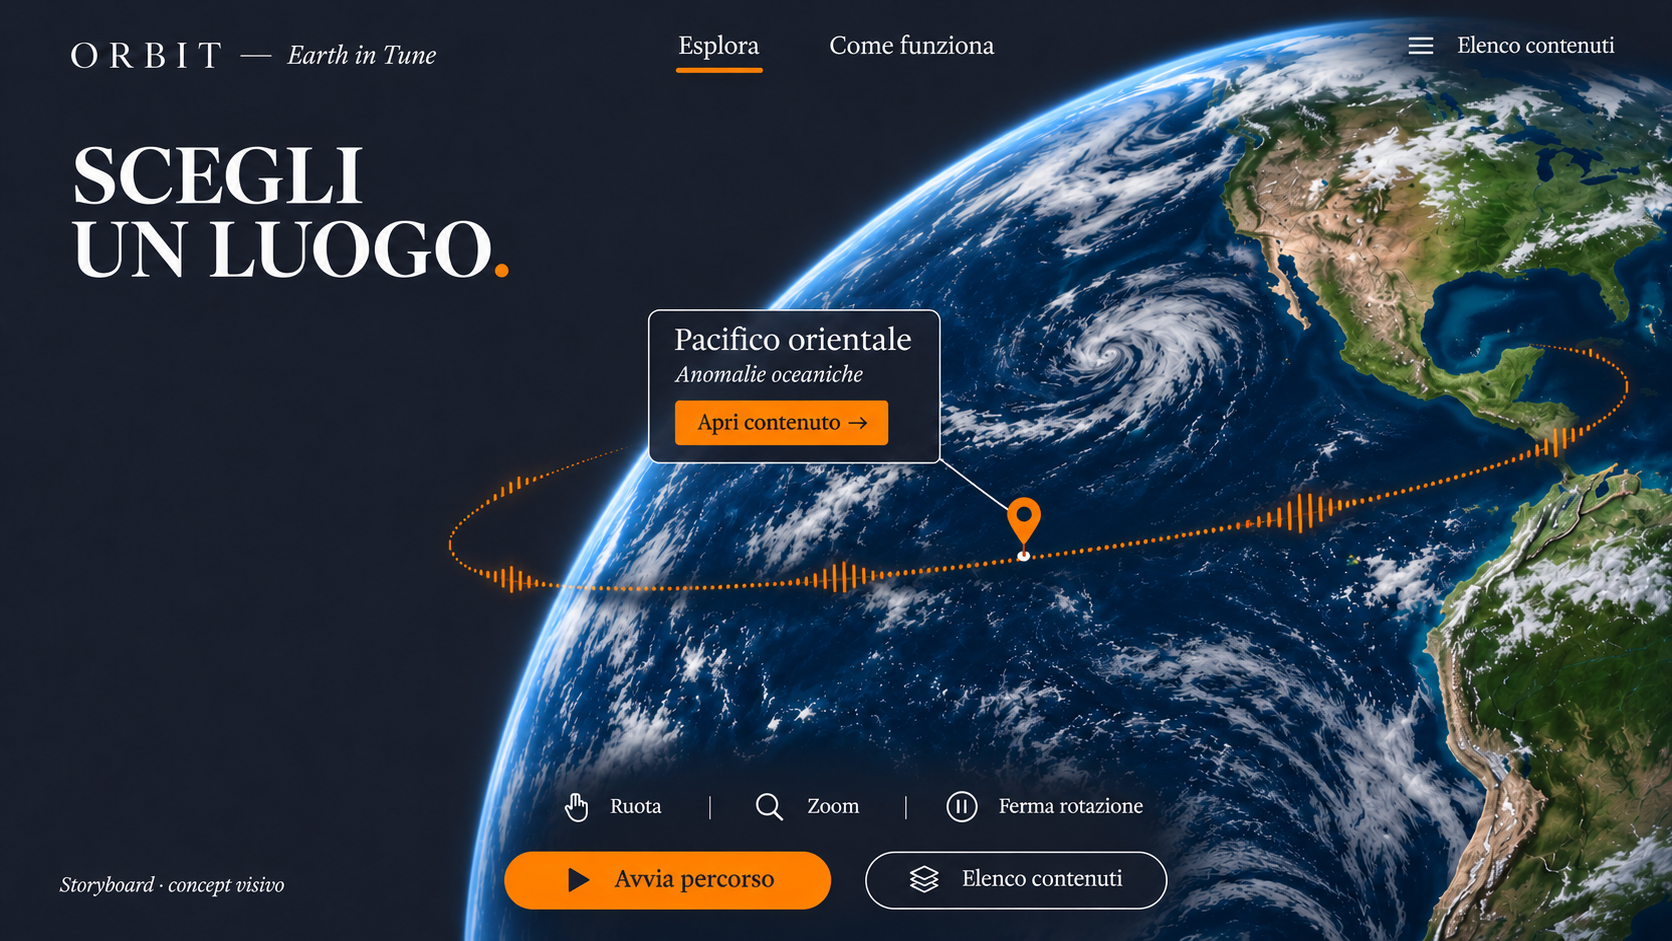 ORBIT — Earth in Tune
Esplora
Come funziona
Elenco contenuti
SCEGLI
UN LUOGO.
Pacifico orientale
Anomalie oceaniche
Apri contenuto →
Ruota
Zoom
Ferma rotazione
Avvia percorso
Elenco contenuti
Storyboard · concept visivo